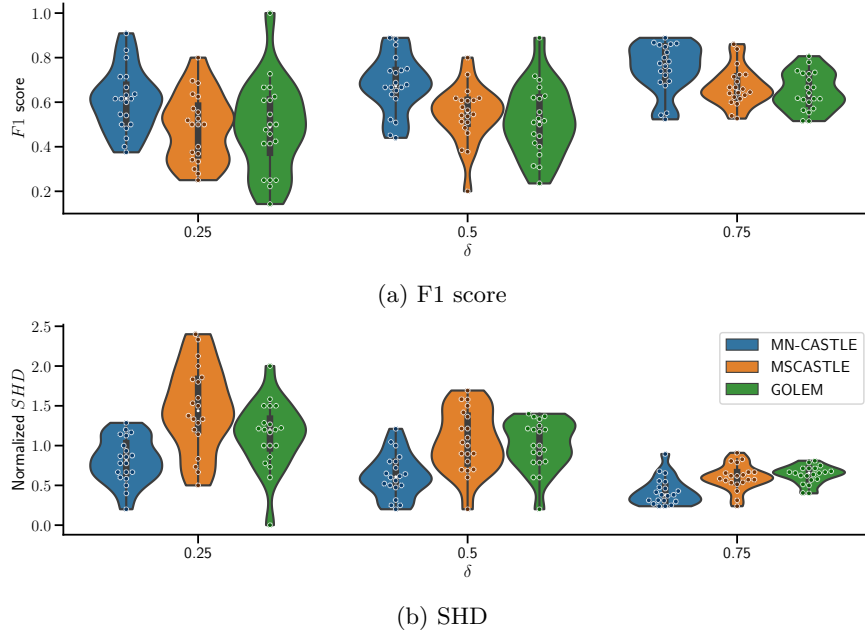 1.0
0.8
0.6
0.4
0.2
F1 score
0.25
0.5
0.75
δ
(a) F1 score
2.5
2.0
1.5
1.0
0.5
0.0
Normalized SHD
MN-CASTLE
MSCASTLE
GOLEM
0.25
0.5
0.75
δ
(b) SHD